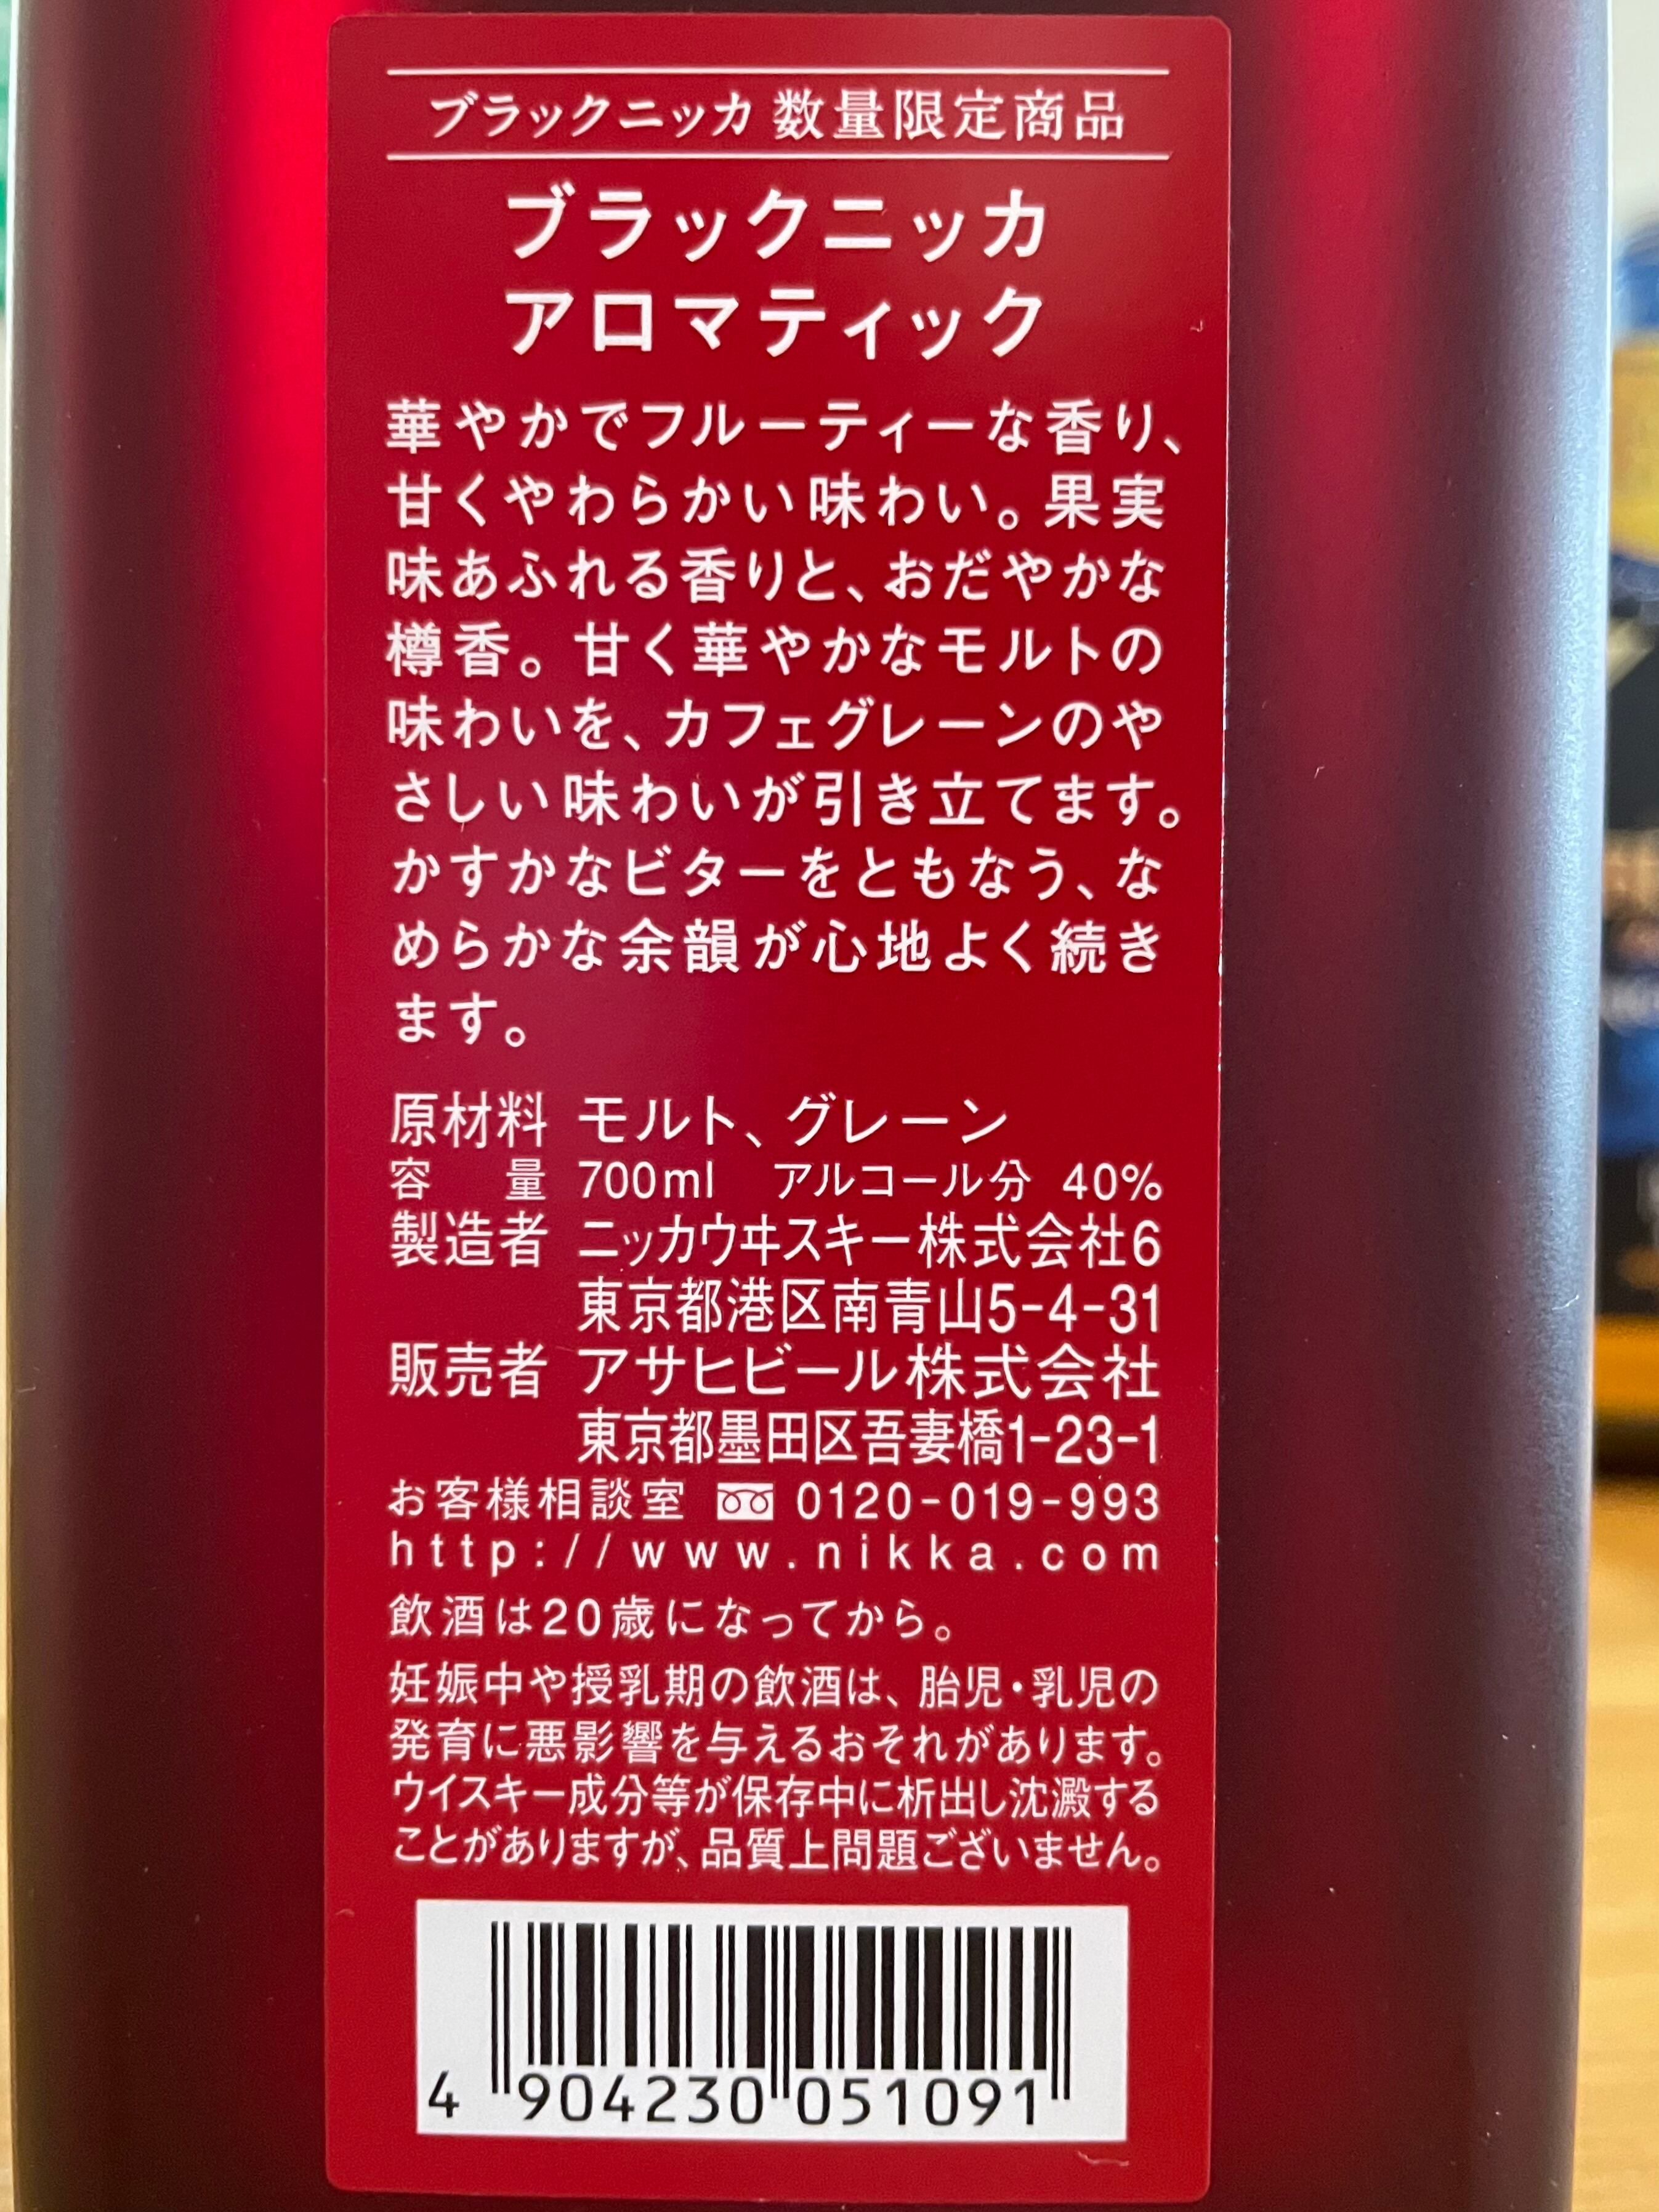 ブラックニッカ 数量限定商品
ブラックニッカ
アロマティック
華やかでフルーティーな香り、
甘くやわらかい味わい。果実
味あふれる香りと、おだやかな
樽香。甘く華やかなモルトの
味わいを、カフェグレーンのや
さしい味わいが引き立てます。
かすかなビターをともなう、な
めらかな余韻が心地よく続き
ます。
原材料 モルト、グレーン
容量 700ml アルコール分 40%
製造者 ニッカウヰスキー株式会社6
東京都港区南青山5-4-31
販売者 アサヒビール株式会社
東京都墨田区吾妻橋1-23-1
お客様相談室 0120-019-993
http://www.nikka.com
飲酒は20歳になってから。
妊娠中や授乳期の飲酒は、胎児・乳児の
発育に悪影響を与えるおそれがあります。
ウイスキー成分等が保存中に析出し沈澱する
ことがありますが、品質上問題ございません。
4 904230 051091